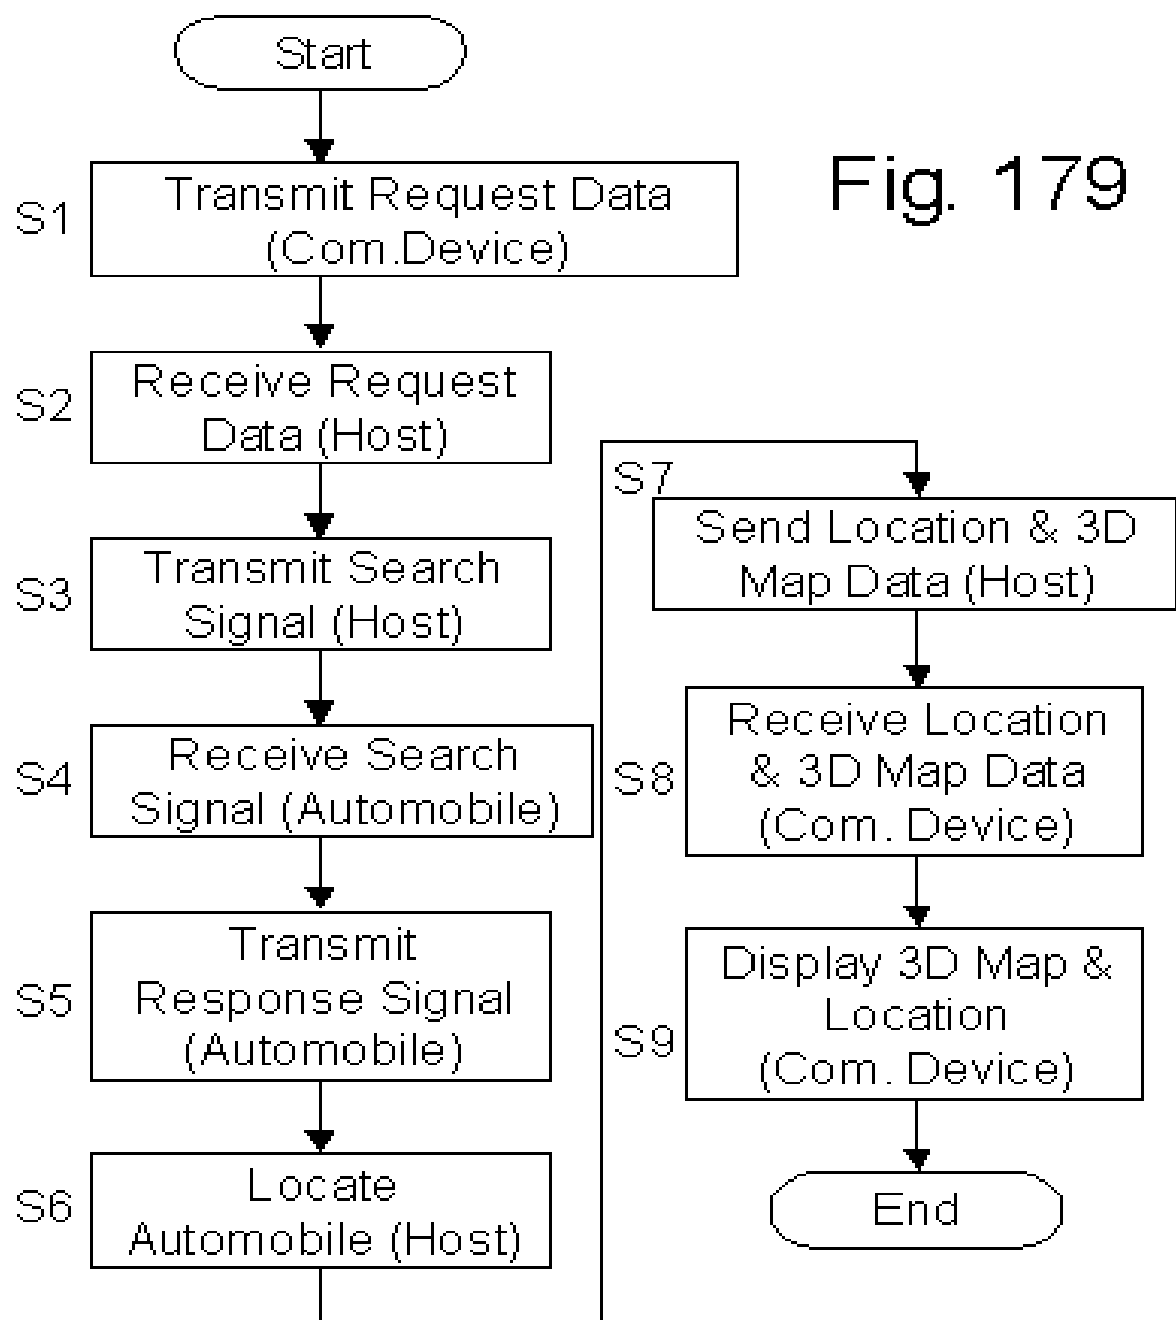 Start
Fig. 179
S1
Transmit Request Data
(Com.Device)
S2
Receive Request
Data (Host)
S3
Transmit Search
Signal (Host)
S4
Receive Search
Signal (Automobile)
S5
Transmit
Response Signal
(Automobile)
S6
Locate
Automobile (Host)
S7
Send Location & 3D
Map Data (Host)
S8
Receive Location
& 3D Map Data
(Com. Device)
S9
Display 3D Map &
Location
(Com. Device)
End